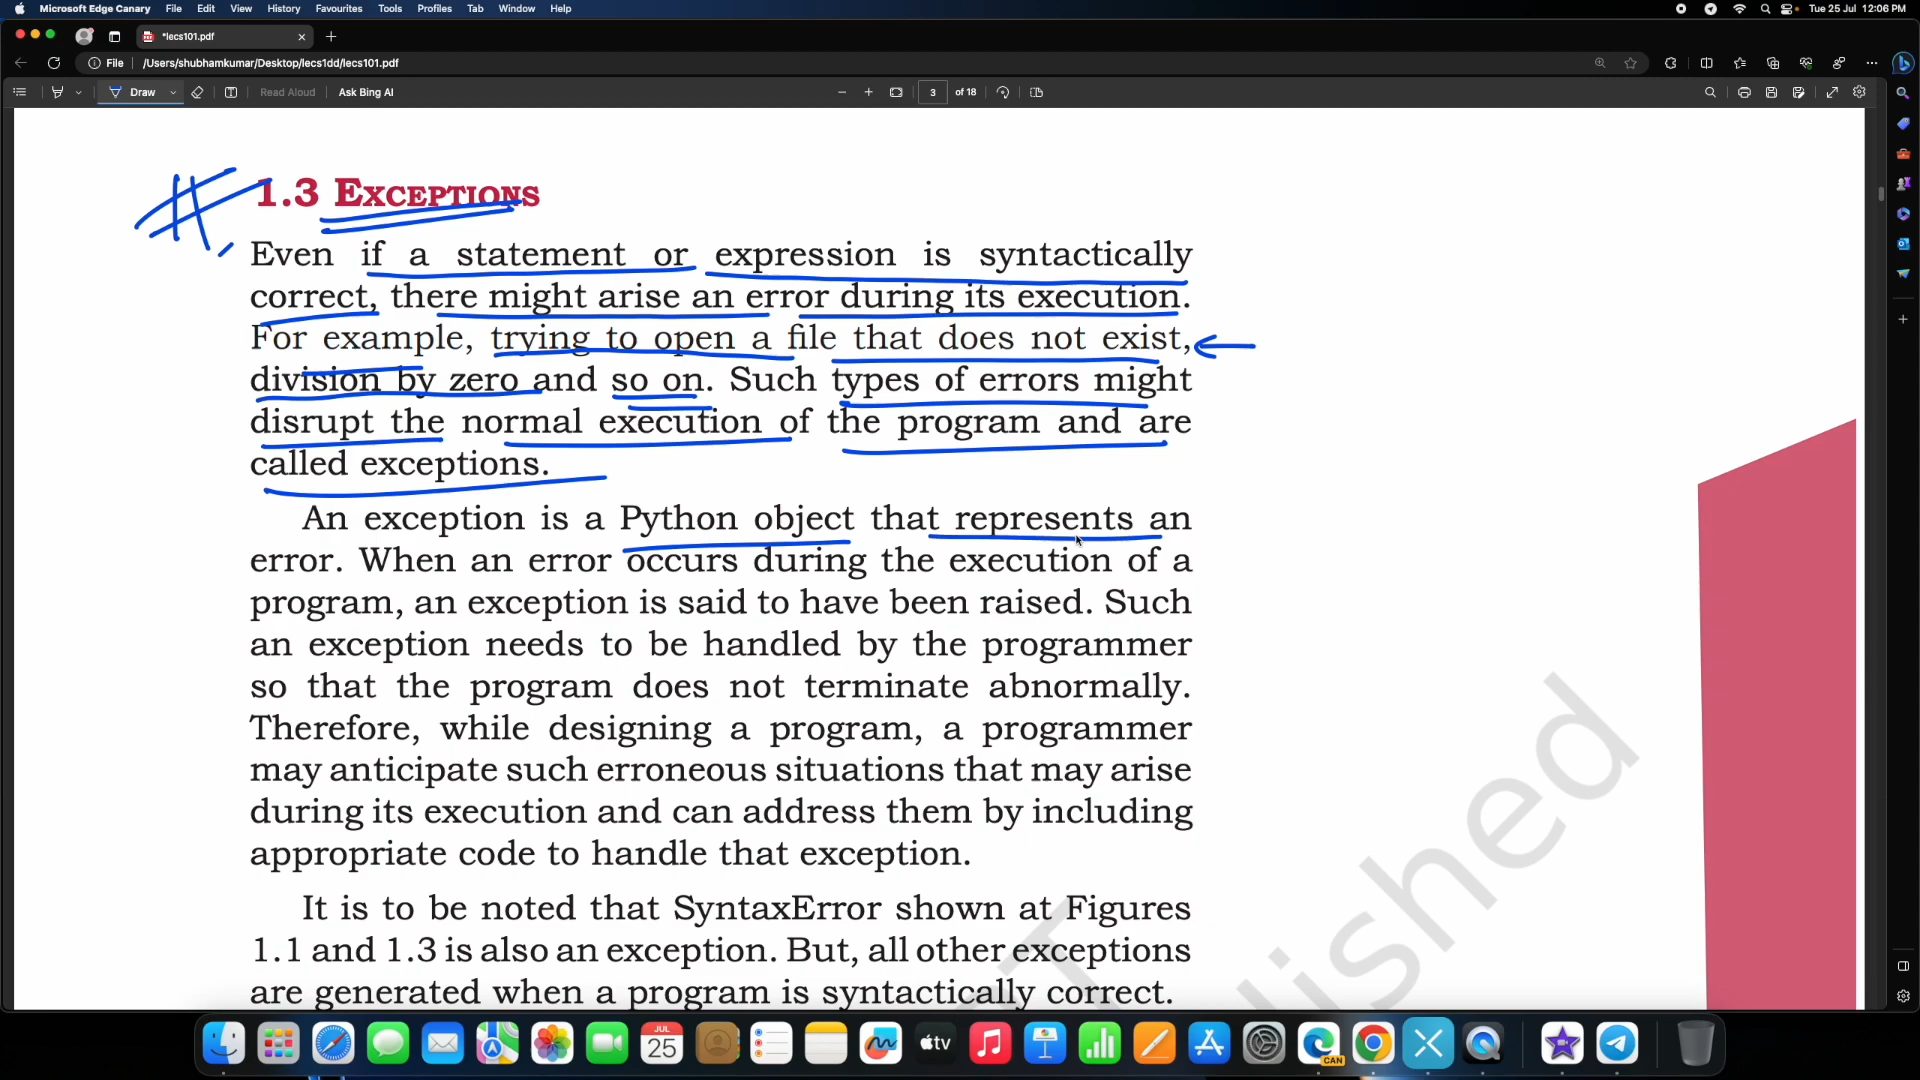 Microsoft Edge Canary File Edit View History Favourites Tools Profiles Tab Window Help Tue 25 Jul 12:06 PM
*lecs101.pdf
File /Users/shubhamkumar/Desktop/lecs1dd/lecs101.pdf
Draw Read Aloud Ask Bing AI 3 of 18
1.3 EXCEPTIONS
Even if a statement or expression is syntactically
correct, there might arise an error during its execution.
For example, trying to open a file that does not exist,
division by zero and so on. Such types of errors might
disrupt the normal execution of the program and are
called exceptions.
An exception is a Python object that represents an
error. When an error occurs during the execution of a
program, an exception is said to have been raised. Such
an exception needs to be handled by the programmer
so that the program does not terminate abnormally.
Therefore, while designing a program, a programmer
may anticipate such erroneous situations that may arise
during its execution and can address them by including
appropriate code to handle that exception.
It is to be noted that SyntaxError shown at Figures
1.1 and 1.3 is also an exception. But, all other exceptions
are generated when a program is syntactically correct.
JUL
25
tv
CAN